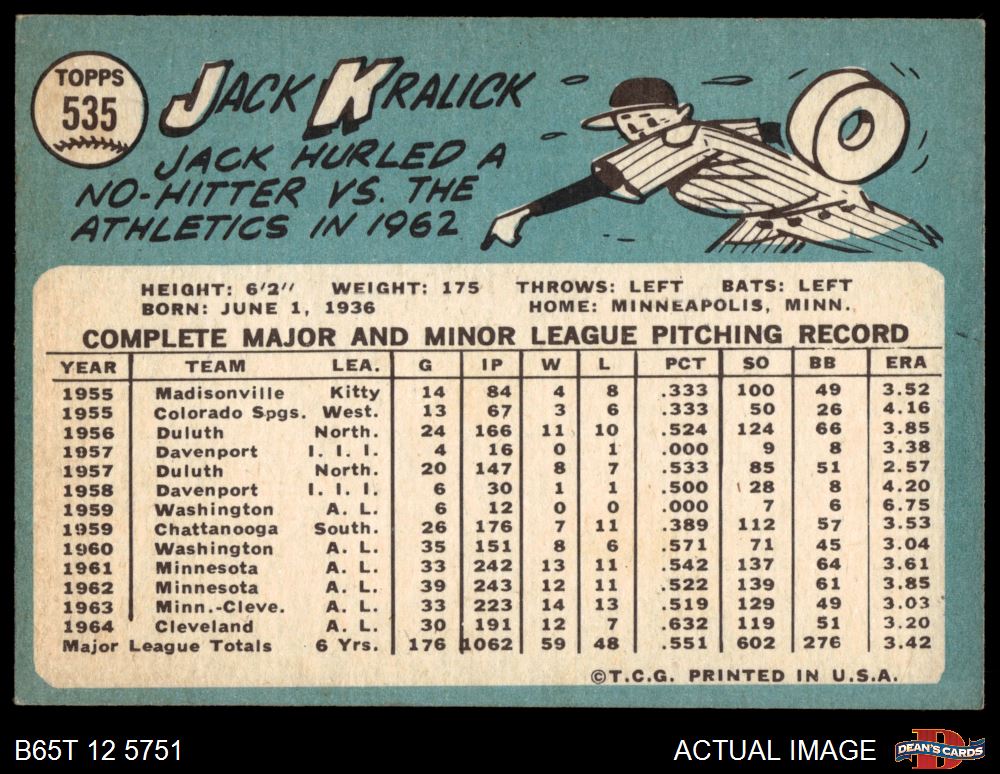 TOPPS
535
JACK KRALICK
JACK HURLED A
NO-HITTER VS. THE
ATHLETICS IN 1962
HEIGHT: 6'2" WEIGHT: 175 THROWS: LEFT BATS: LEFT
BORN: JUNE 1, 1936 HOME: MINNEAPOLIS, MINN.
COMPLETE MAJOR AND MINOR LEAGUE PITCHING RECORD
YEAR TEAM LEA. G IP W L PCT SO BB ERA
1955 Madisonville Kitty 14 84 4 8 .333 100 49 3.52
1955 Colorado Spgs. West. 13 67 3 6 .333 50 26 4.16
1956 Duluth North. 24 166 11 10 .524 124 66 3.85
1957 Davenport I. I. I. 4 16 0 1 .000 9 8 3.38
1957 Duluth North. 20 147 8 7 .533 85 51 2.57
1958 Davenport I. I. I. 6 30 1 1 .500 28 8 4.20
1959 Washington A. L. 6 12 0 0 .000 7 6 6.75
1959 Chattanooga South. 26 176 7 11 .389 112 57 3.53
1960 Washington A. L. 35 151 8 6 .571 71 45 3.04
1961 Minnesota A. L. 33 242 13 11 .542 137 64 3.61
1962 Minnesota A. L. 39 243 12 11 .522 139 61 3.85
1963 Minn.-Cleve. A. L. 33 223 14 13 .519 129 49 3.03
1964 Cleveland A. L. 30 191 12 7 .632 119 51 3.20
Major League Totals 6 Yrs. 176 1062 59 48 .551 602 276 3.42
©T.C.G. PRINTED IN U.S.A.
B65T 12 5751 ACTUAL IMAGE D DEAN'S CARDS